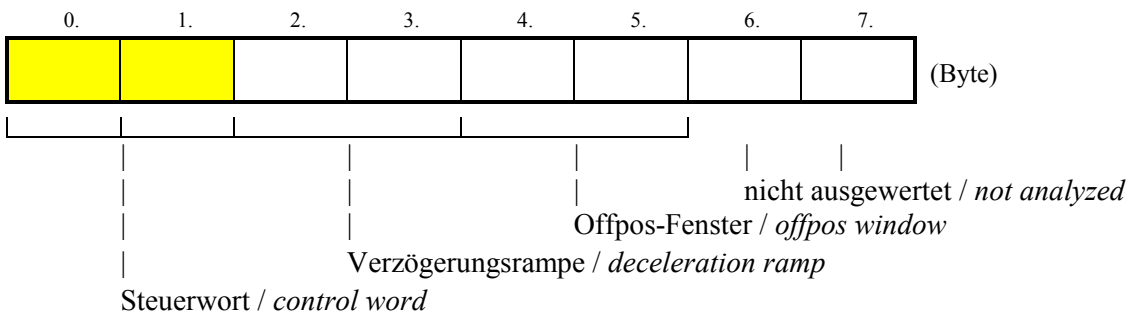 0. 1. 2. 3. 4. 5. 6. 7.
(Byte)
nicht ausgewertet / not analyzed
Offpos-Fenster / offpos window
Verzögerungsrampe / deceleration ramp
Steuerwort / control word